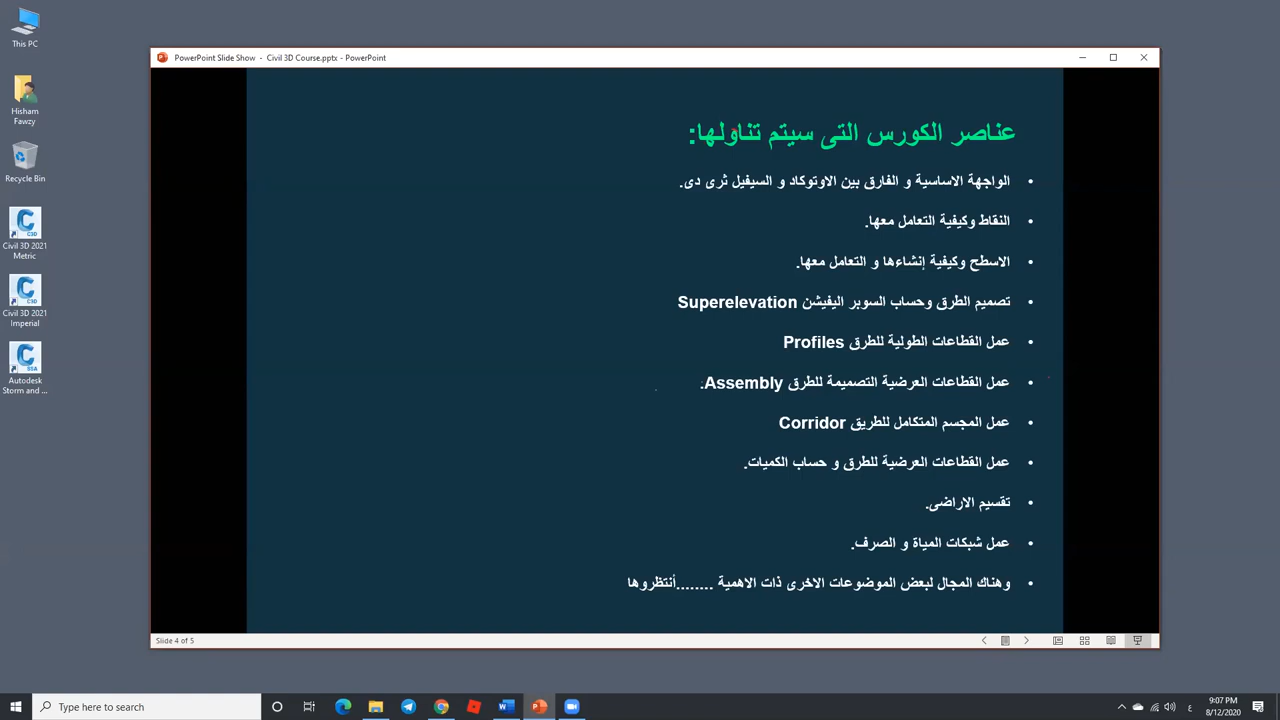 This PC
Hisham
Fawzy
Recycle Bin
Civil 3D 2021
Metric
Civil 3D 2021
Imperial
Autodesk
Storm and ...
PowerPoint Slide Show - Civil 3D Course.pptx - PowerPoint
عناصر الكورس التى سيتم تناولها:
• الواجهة الاساسية و الفارق بين الاوتوكاد و السيفيل ثرى دى.
• النقاط وكيفية التعامل معها.
• الاسطح وكيفية إنشاءها و التعامل معها.
• تصميم الطرق وحساب السوبر اليفيشن Superelevation
• عمل القطاعات الطولية للطرق Profiles
• عمل القطاعات العرضية التصميمة للطرق Assembly.
• عمل المجسم المتكامل للطريق Corridor
• عمل القطاعات العرضية للطرق و حساب الكميات.
• تقسيم الاراضى.
• عمل شبكات المياة و الصرف.
• وهناك المجال لبعض الموضوعات الاخرى ذات الاهمية ........أنتظروها
Slide 4 of 5
Type here to search
ع
9:07 PM
8/12/2020